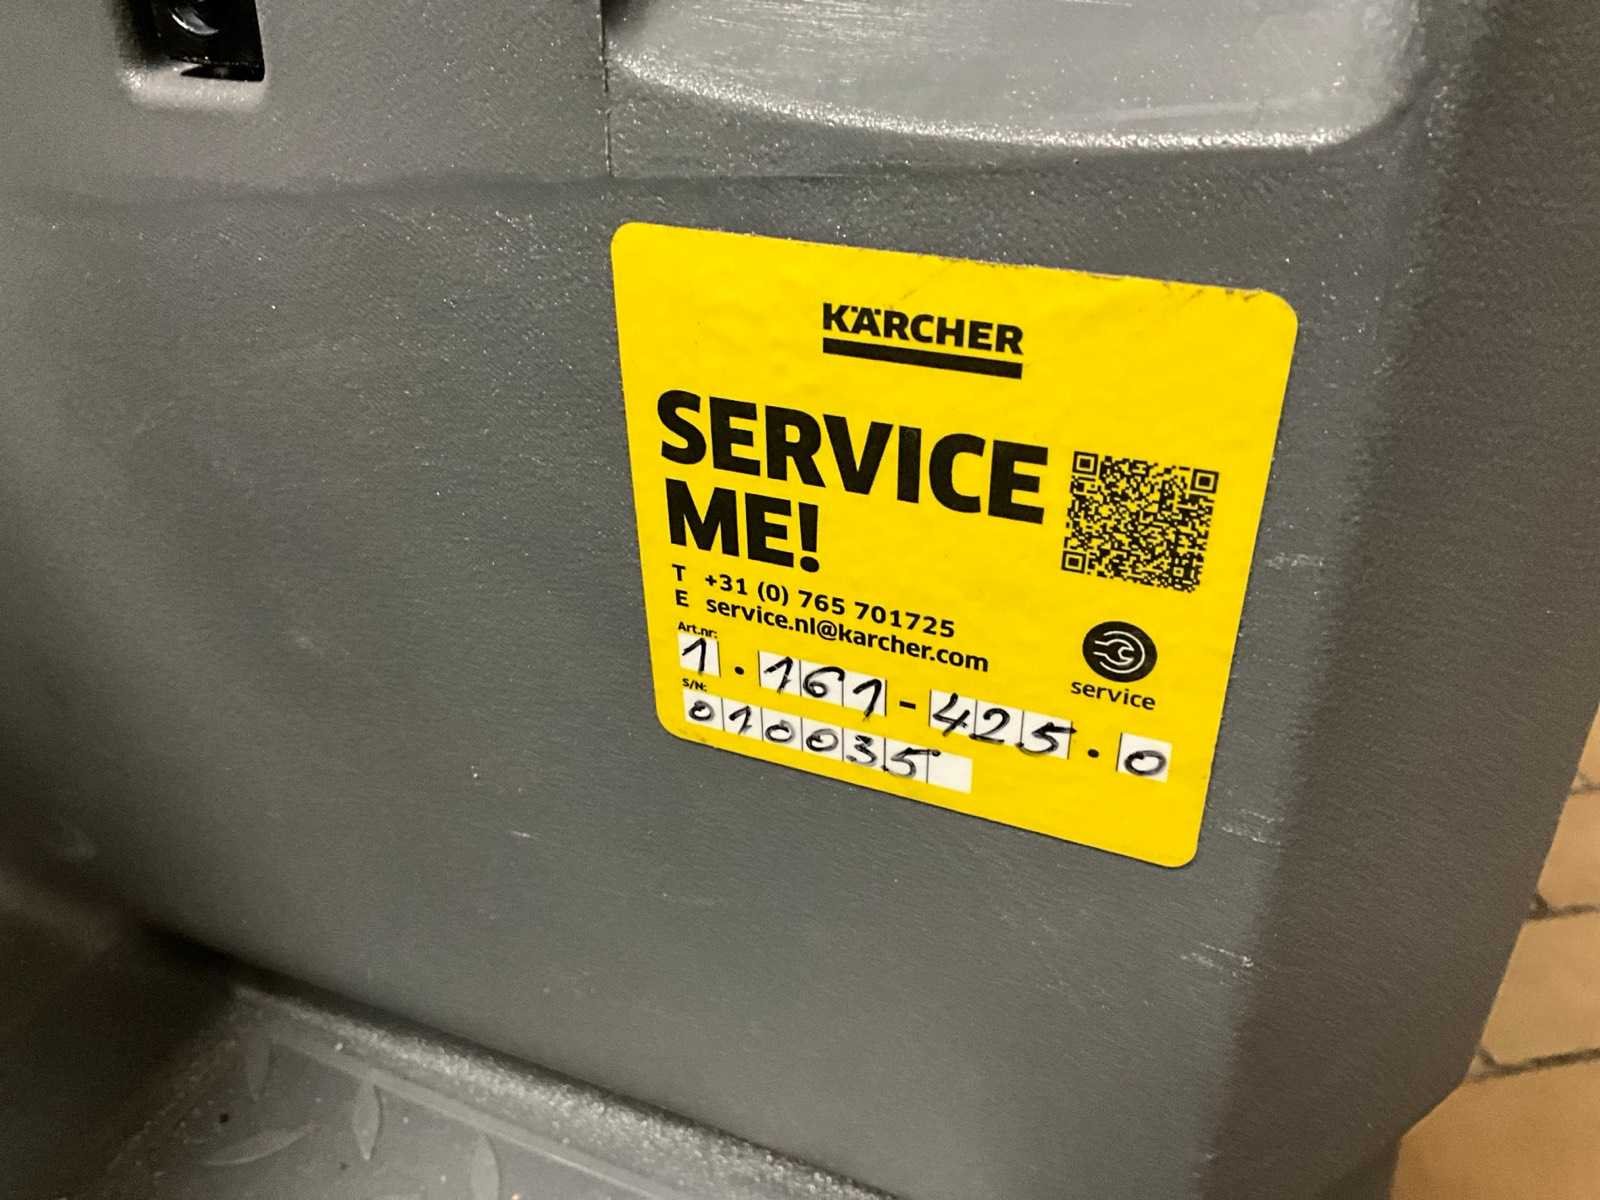 KÄRCHER
SERVICE
ME!
T +31 (0) 765 701725
E service.nl@karcher.com
Art.nr:
1.161-425.0
S/N:
010035
service